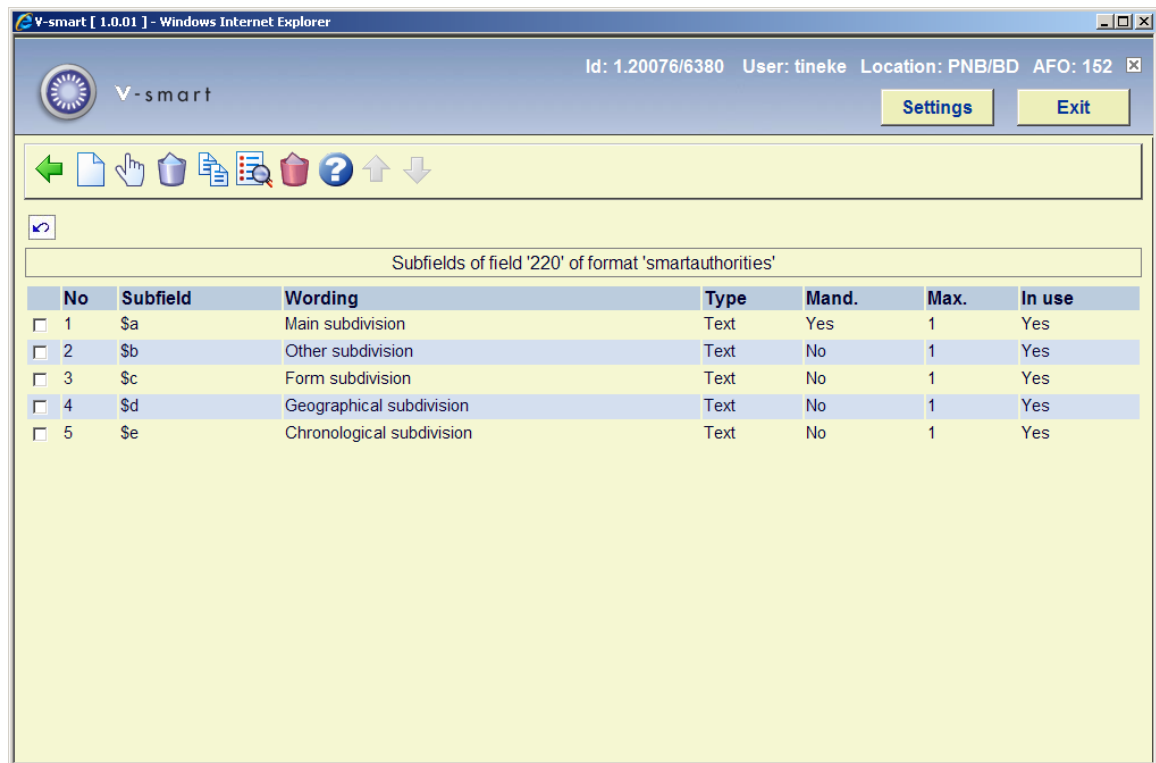 V-smart [ 1.0.01 ] - Windows Internet Explorer
Id: 1.20076/6380 User: tineke Location: PNB/BD AFO: 152
V-smart
Settings Exit
Subfields of field '220' of format 'smartauthorities'
No Subfield Wording Type Mand. Max. In use
1 $a Main subdivision Text Yes 1 Yes
2 $b Other subdivision Text No 1 Yes
3 $c Form subdivision Text No 1 Yes
4 $d Geographical subdivision Text No 1 Yes
5 $e Chronological subdivision Text No 1 Yes